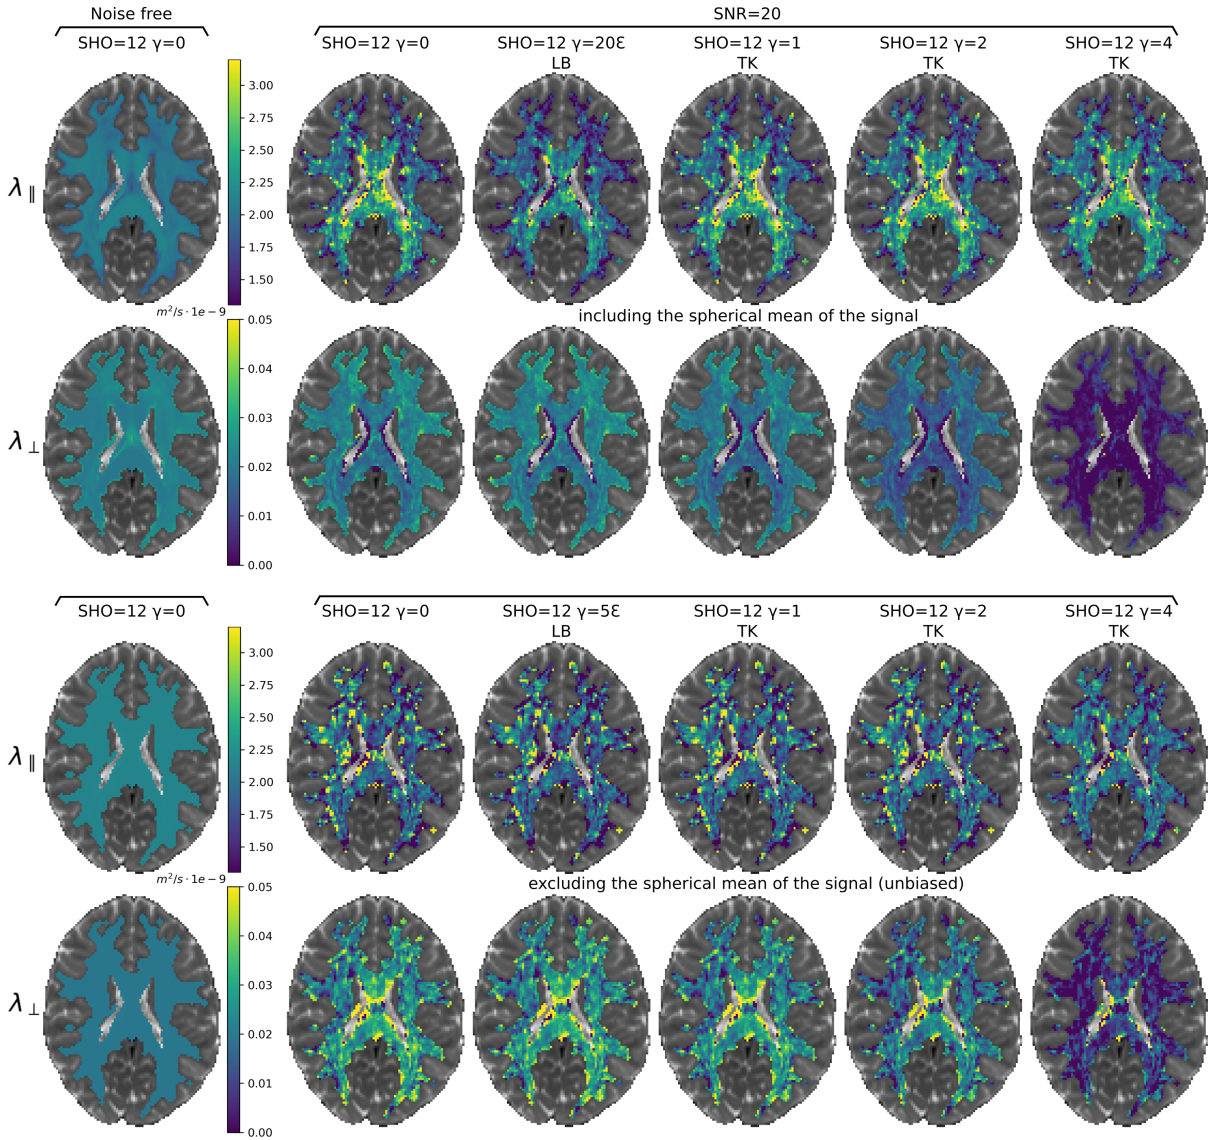 Noise free
SNR=20
SHO=12 γ=0
SHO=12 γ=0
SHO=12 γ=20Ɛ
SHO=12 γ=1
SHO=12 γ=2
SHO=12 γ=4
LB
TK
TK
TK
λ∥
3.00
2.75
2.50
2.25
2.00
1.75
1.50
m²/s · 1e − 9
including the spherical mean of the signal
λ⊥
0.05
0.04
0.03
0.02
0.01
0.00
SHO=12 γ=0
SHO=12 γ=0
SHO=12 γ=5Ɛ
SHO=12 γ=1
SHO=12 γ=2
SHO=12 γ=4
LB
TK
TK
TK
λ∥
3.00
2.75
2.50
2.25
2.00
1.75
1.50
m²/s · 1e − 9
excluding the spherical mean of the signal (unbiased)
λ⊥
0.05
0.04
0.03
0.02
0.01
0.00